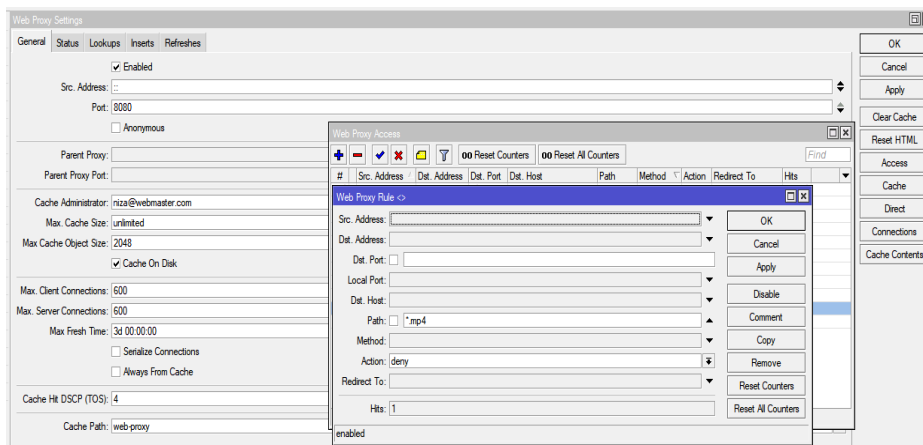 Web Proxy Settings
General Status Lookups Inserts Refreshes
Enabled
Src. Address: ::
Port: 8080
Anonymous
Parent Proxy:
Parent Proxy Port:
Cache Administrator: niza@webmaster.com
Max. Cache Size: unlimited
Max Cache Object Size: 2048
Cache On Disk
Max. Client Connections: 600
Max. Server Connections: 600
Max Fresh Time: 3d 00:00:00
Serialize Connections
Always From Cache
Cache Hit DSCP (TOS): 4
Cache Path: web-proxy
OK
Cancel
Apply
Clear Cache
Reset HTML
Access
Cache
Direct
Connections
Cache Contents
Web Proxy Access
00 Reset Counters 00 Reset All Counters Find
# Src. Address Dst. Address Dst. Port Dst. Host Path Method Action Redirect To Hits
Web Proxy Rule <>
Src. Address:
Dst. Address:
Dst. Port:
Local Port:
Dst. Host:
Path: *.mp4
Method:
Action: deny
Redirect To:
Hits: 1
enabled
OK
Cancel
Apply
Disable
Comment
Copy
Remove
Reset Counters
Reset All Counters